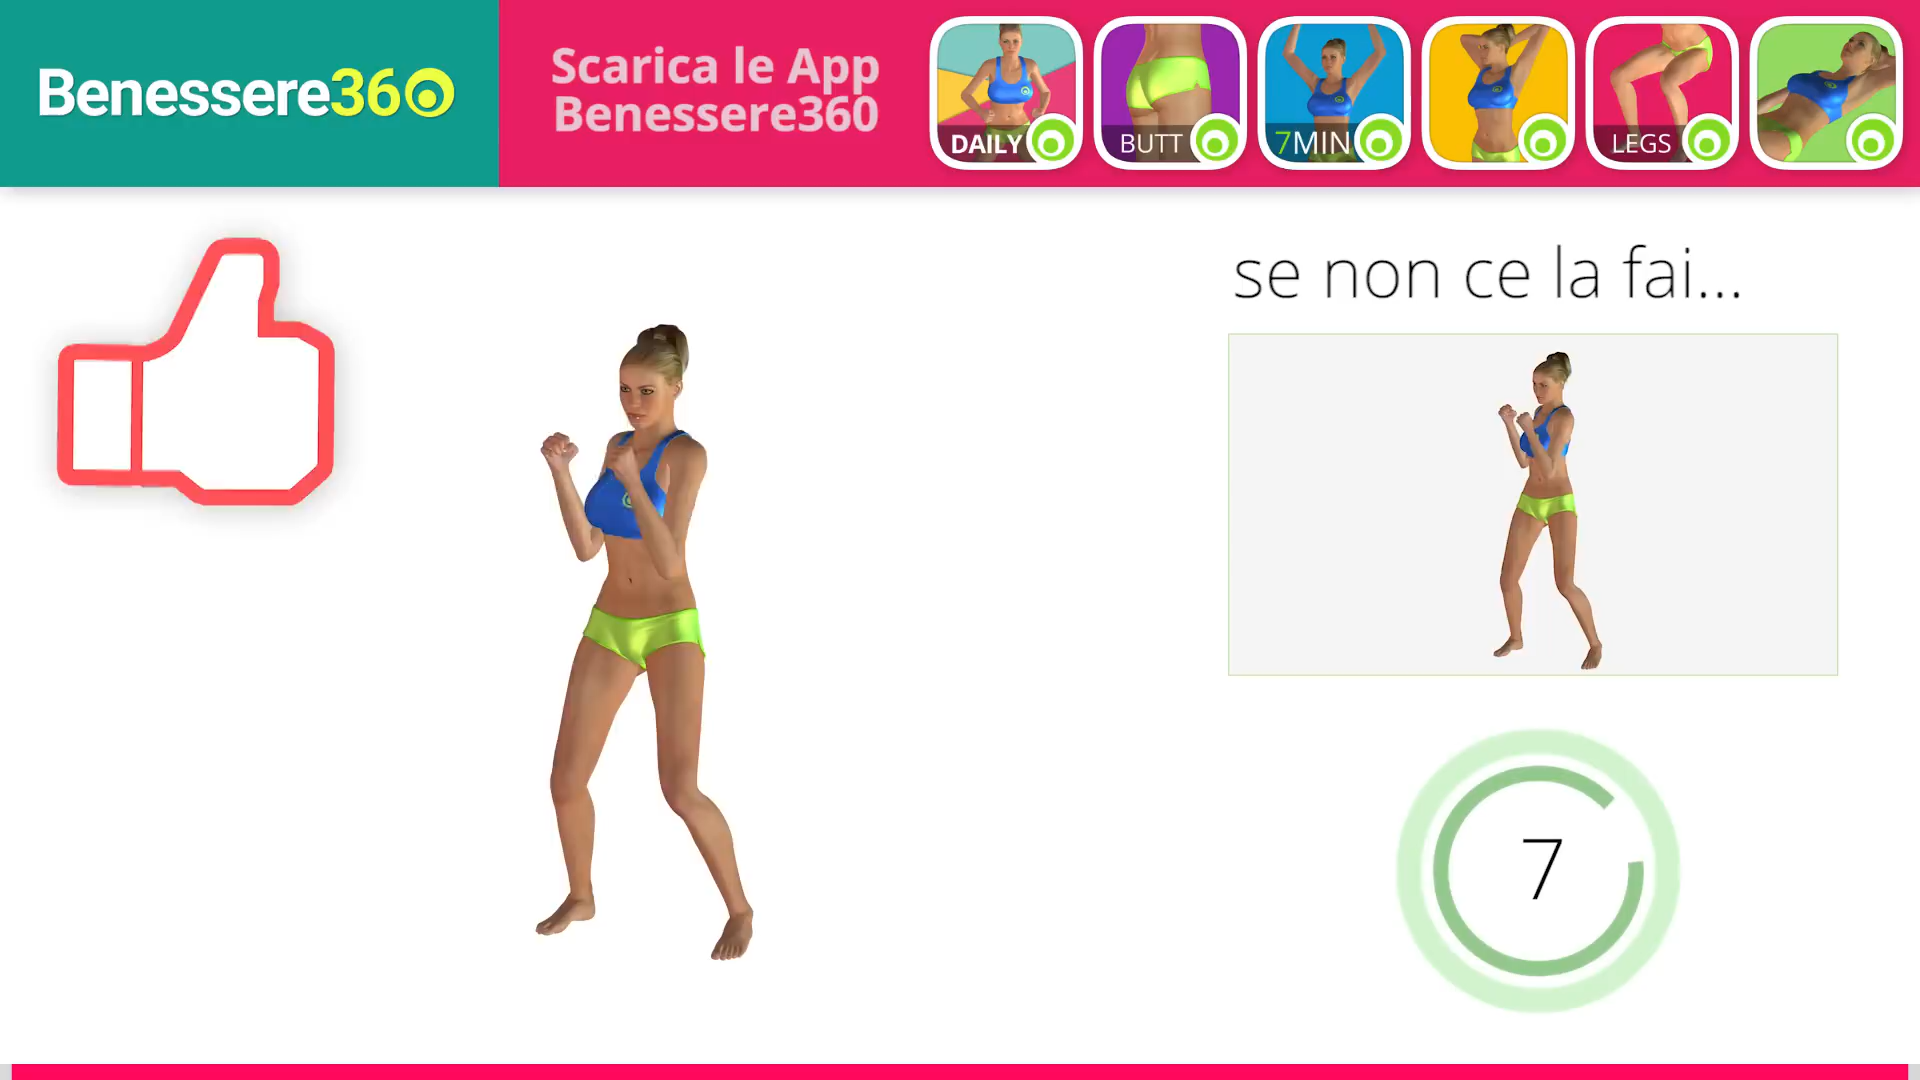 Benessere360
Scarica le App
Benessere360
DAILY
BUTT
7MIN
LEGS
se non ce la fai...
7